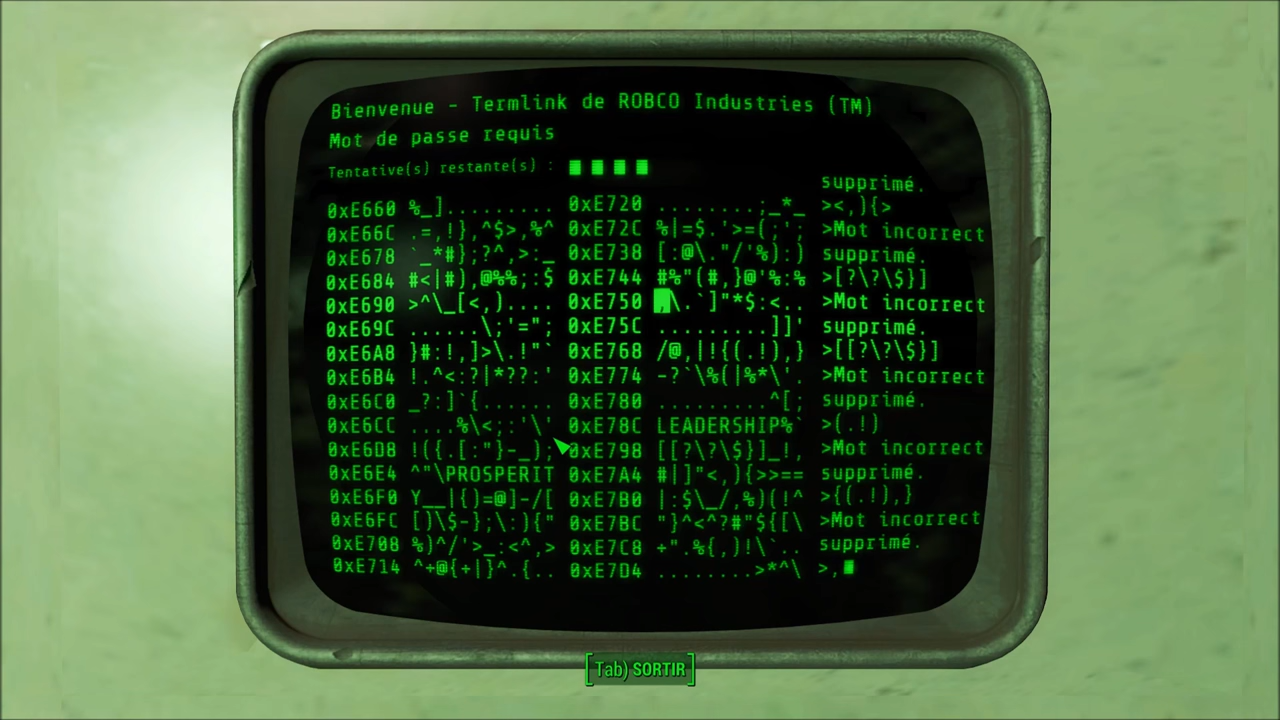 Bienvenue - Termlink de ROBCO Industries (TM)
Mot de passe requis
Tentative(s) restante(s) :
0xE660 %_].........
0xE66C .=,!},^$>,%^
0xE678 `_*#};?^,>:_
0xE684 #<|#),@%%;:$
0xE690 >^\_[<,)....
0xE69C ......\;'=";
0xE6A8 }#:!,]>\.!"`
0xE6B4 !.^<:?|*??:'
0xE6C0 _?:]`{......
0xE6CC ....%\<;:'\'
0xE6D8 !({.[:"}-_);
0xE6E4 ^"\PROSPERIT
0xE6F0 Y__|{)=@]-/[
0xE6FC [)\$-};\:){"
0xE708 %)^/'>_:<^,>
0xE714 ^+@{+|}^.{..
0xE720 ........;_*_
0xE72C %|=$.'>=(;';
0xE738 [:@\."/'%):)
0xE744 #%"(#,}@'%:%
0xE750 ,\.`]"*$:<..
0xE75C .........]]'
0xE768 /@,|!{(.!),}
0xE774 -?`\%(|%*\'.
0xE780 .........^[;
0xE78C LEADERSHIP%`
0xE798 [[?\?\$}]_!,
0xE7A4 #|]"<,){>>==
0xE7B0 |:$\_/,%)(!^
0xE7BC "}^<^?#"${[\
0xE7C8 +".%{,)!\`..
0xE7D4 ........>*^\
supprimé.
><,){>
>Mot incorrect
supprimé.
>[?\?\$}]
>Mot incorrect
supprimé.
>[[?\?\$}]
>Mot incorrect
supprimé.
>(.!)
>Mot incorrect
supprimé.
>{(.!),}
>Mot incorrect
supprimé.
>,
[Tab) SORTIR]